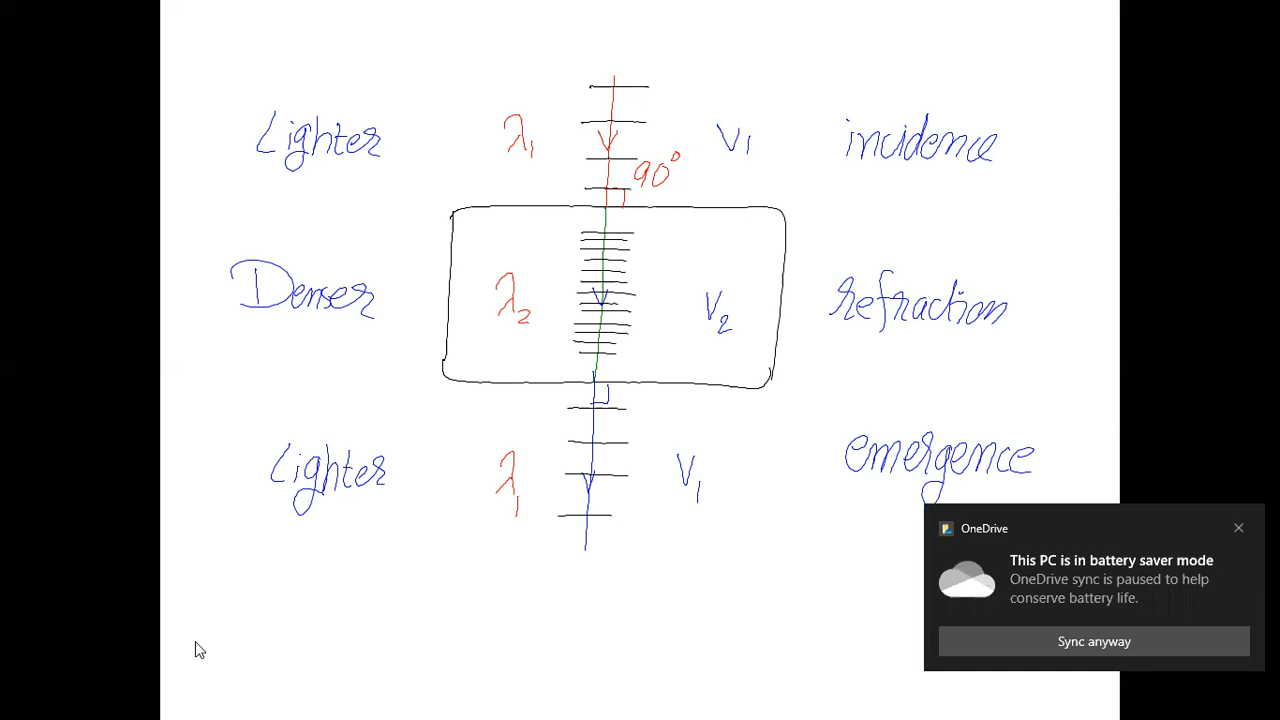 Lighter λ1 V1 incidence
90°
Denser λ2 V2 refraction
Lighter λ1 V1 emergence
OneDrive
This PC is in battery saver mode
OneDrive sync is paused to help
conserve battery life.
Sync anyway